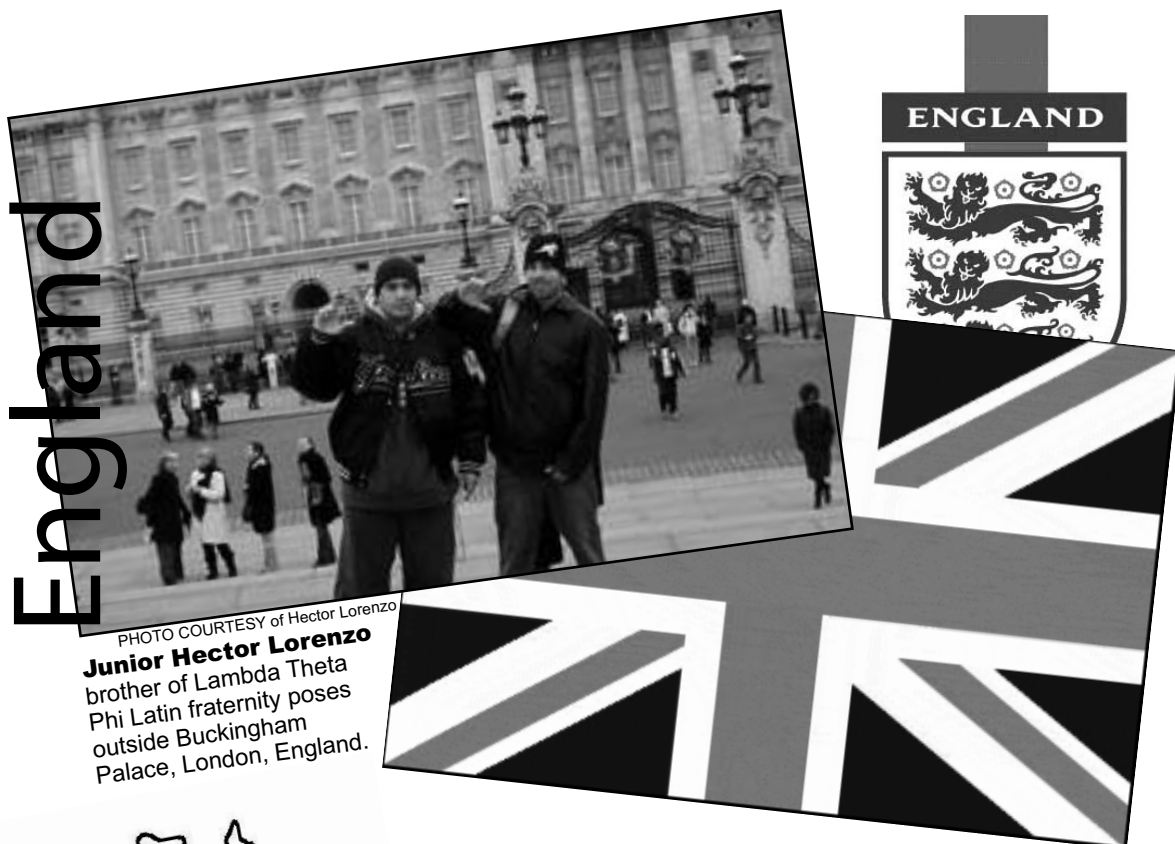 England
ENGLAND
PHOTO COURTESY of Hector Lorenzo
Junior Hector Lorenzo
brother of Lambda Theta
Phi Latin fraternity poses
outside Buckingham
Palace, London, England.